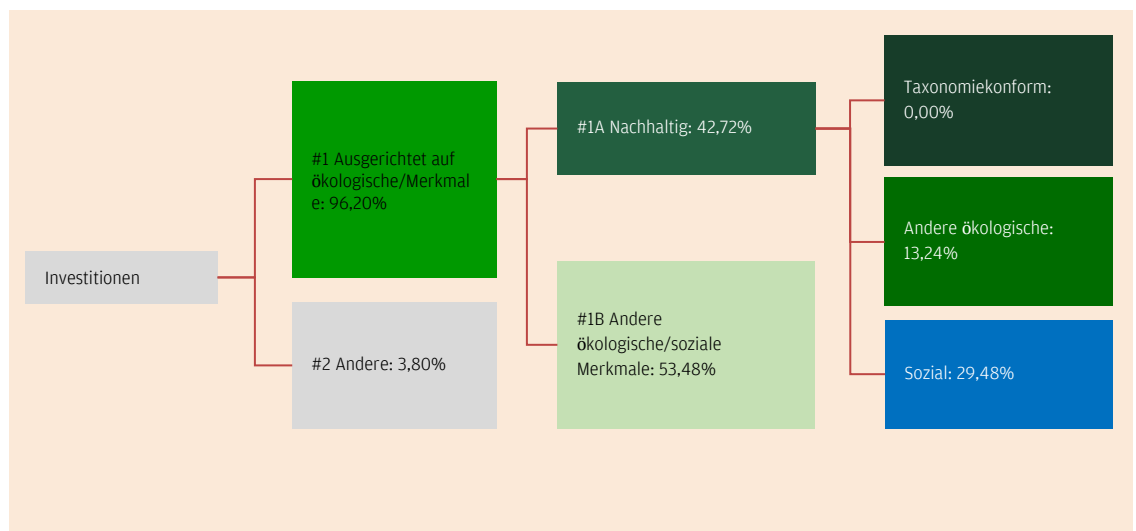 Investitionen
#1 Ausgerichtet auf
ökologische/Merkmal
e: 96,20%
#2 Andere: 3,80%
#1A Nachhaltig: 42,72%
#1B Andere
ökologische/soziale
Merkmale: 53,48%
Taxonomiekonform:
0,00%
Andere ökologische:
13,24%
Sozial: 29,48%